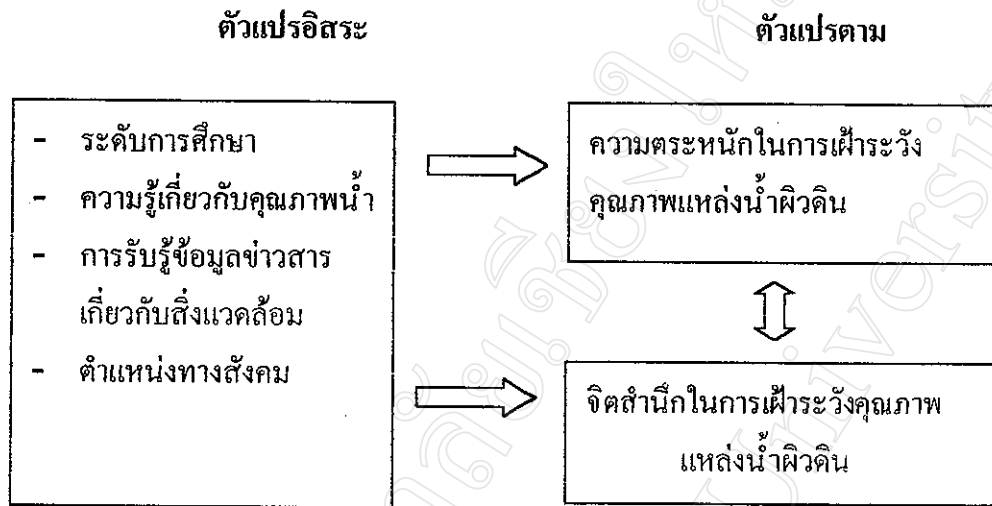 ตัวแปรอิสระ
ตัวแปรตาม
- ระดับการศึกษา
- ความรู้เกี่ยวกับคุณภาพน้ำ
- การรับรู้ข้อมูลข่าวสาร
เกี่ยวกับสิ่งแวดล้อม
- ตำแหน่งทางสังคม
ความตระหนักในการเฝ้าระวัง
คุณภาพแหล่งน้ำผิวดิน
จิตสำนึกในการเฝ้าระวังคุณภาพ
แหล่งน้ำผิวดิน